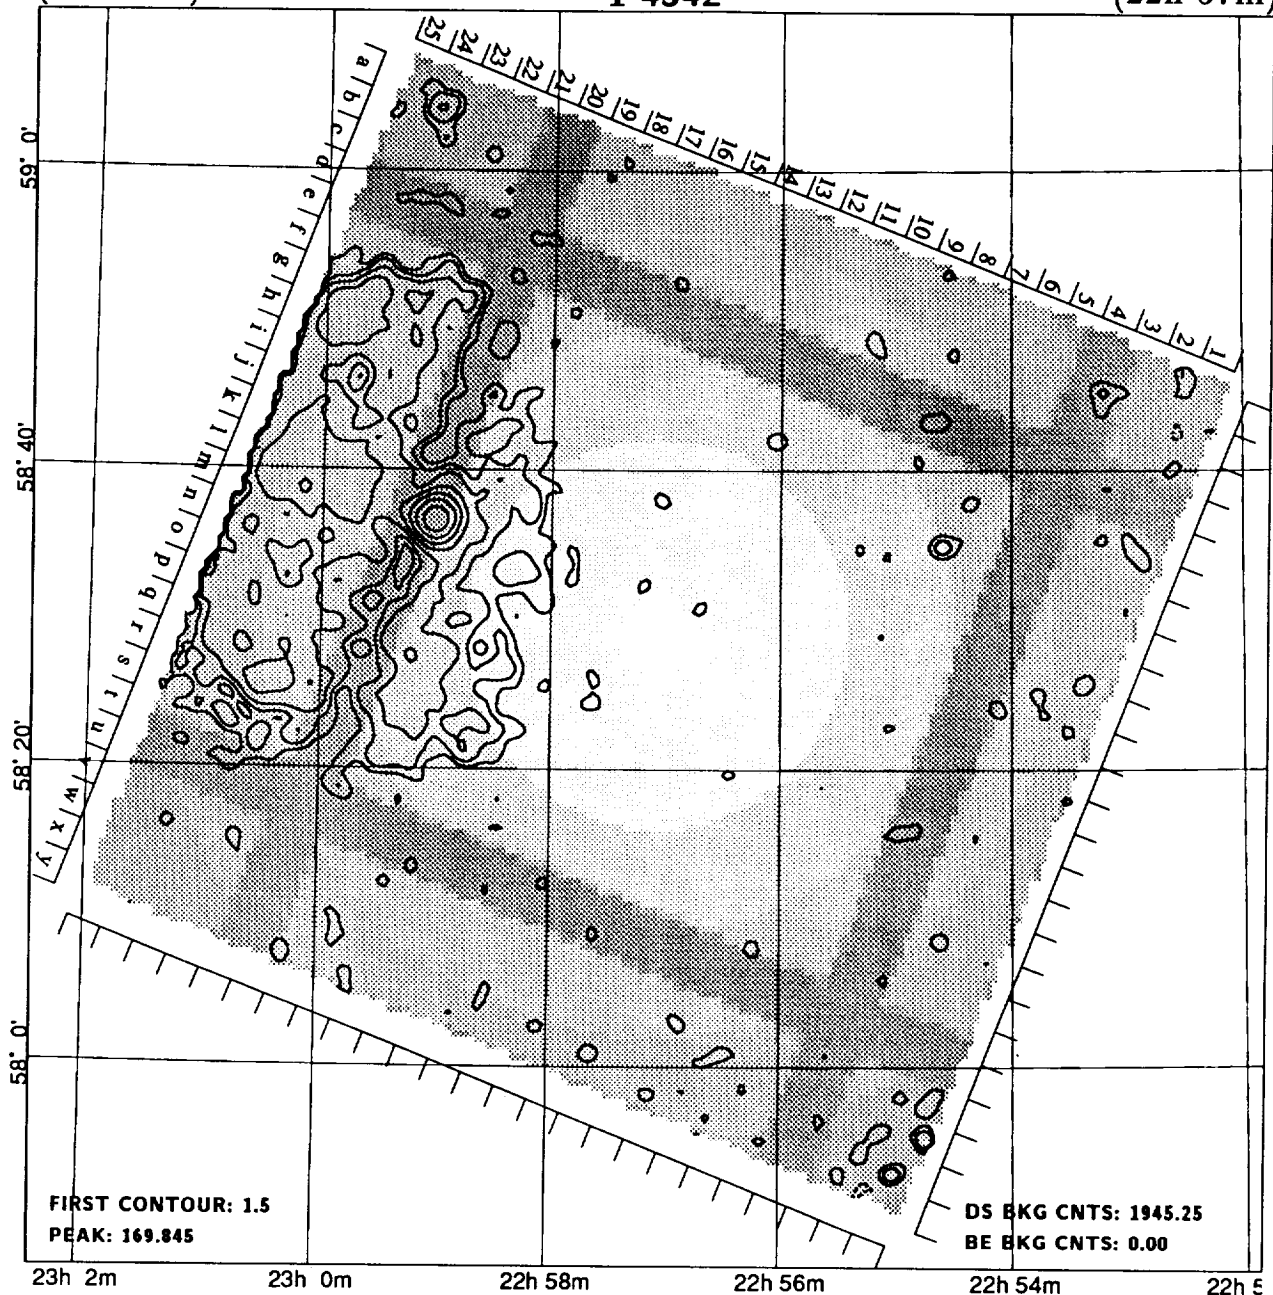 25 24 23 22 21 20 19 18 17 16 15 14 13 12 11 10 9 8 7 6 5 4 3 2 1
a b c d e f g h i j k l m n o p q r s t u v w x y
59° 0'
58° 40'
58° 20'
58° 0'
FIRST CONTOUR: 1.5
PEAK: 169.845
DS BKG CNTS: 1945.25
BE BKG CNTS: 0.00
23h 2m 23h 0m 22h 58m 22h 56m 22h 54m 22h 5